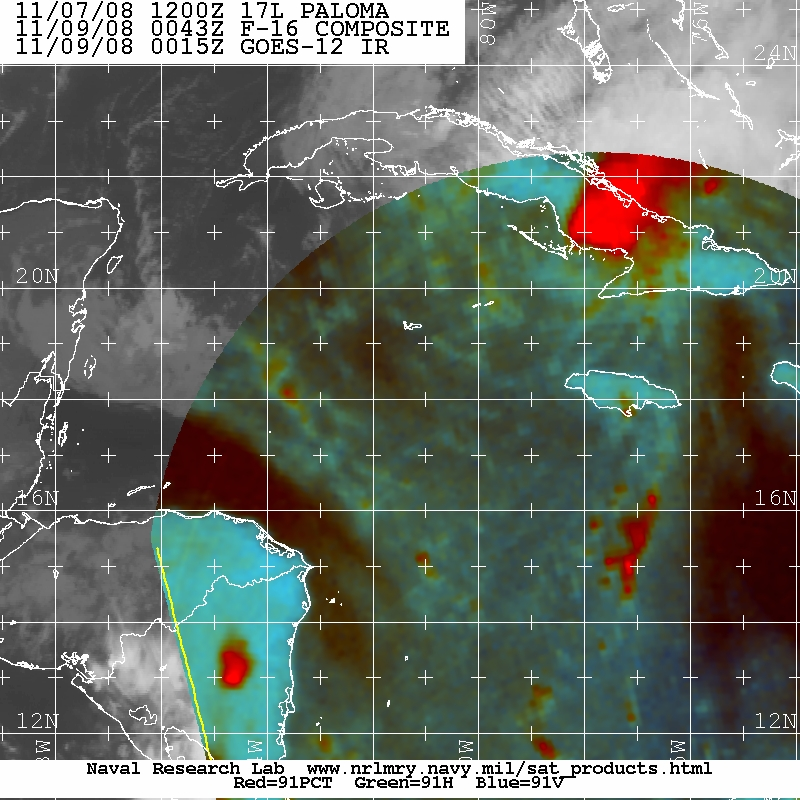 11/07/08 1200Z 17L PALOMA
11/09/08 0043Z F-16 COMPOSITE
11/09/08 0015Z GOES-12 IR
80W
76W
24N
20N
20N
16N
16N
12N
12N
Naval Research Lab www.nrlmry.navy.mil/sat_products.html
Red=91PCT Green=91H Blue=91V